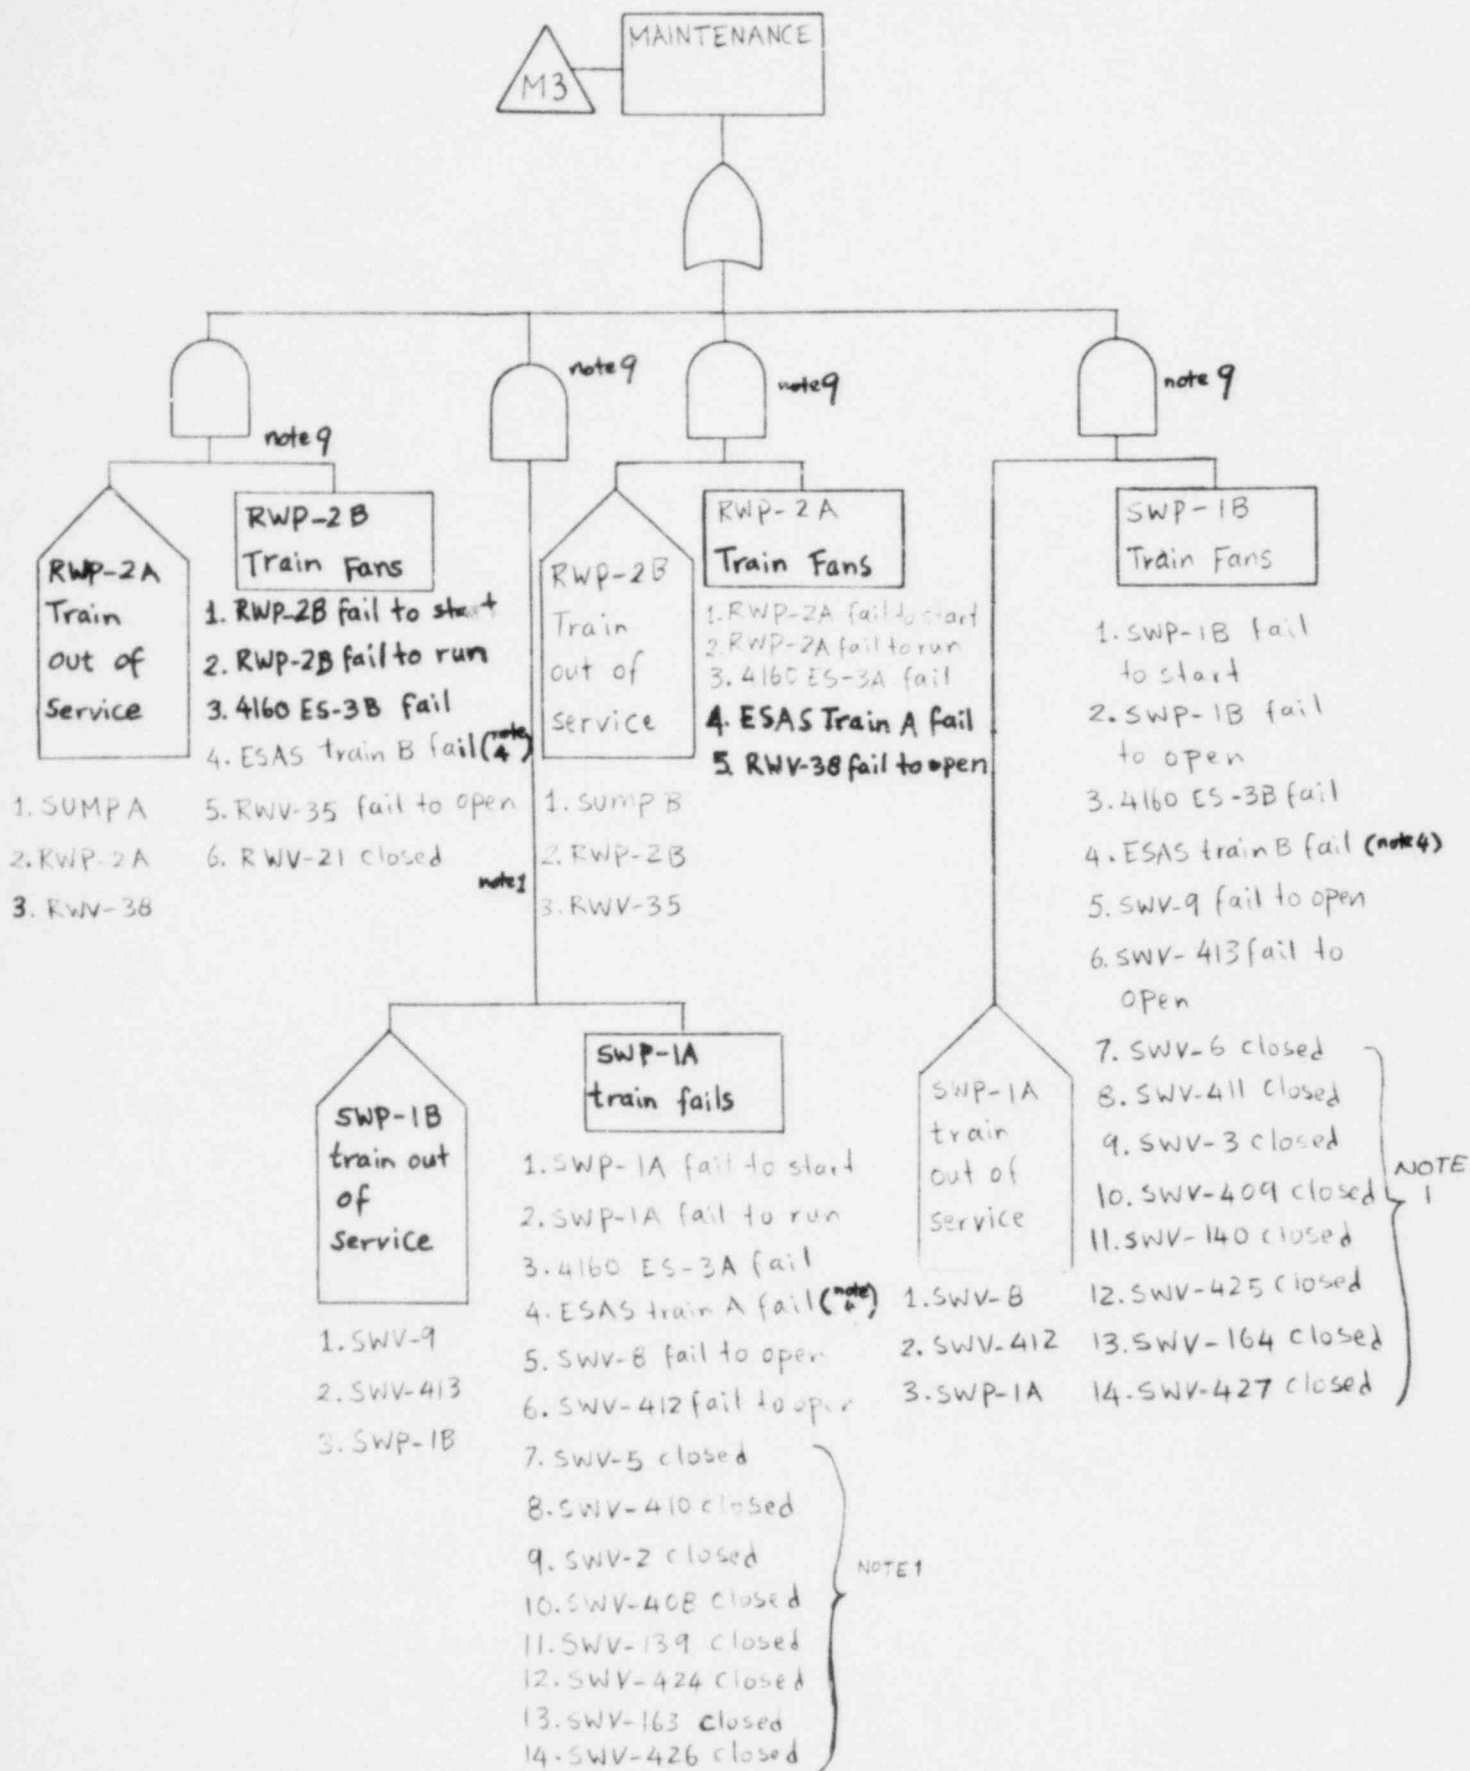 MAINTENANCE
M3
note 9
note 9
note 9
note 9
RWP-2A
Train
out of
Service
1. SUMP A
2. RWP-2A
3. RWV-38
RWP-2B
Train Fans
1. RWP-2B fail to start
2. RWP-2B fail to run
3. 4160 ES-3B fail
4. ESAS train B fail (note 4)
5. RWV-35 fail to open
6. RWV-21 closed
note 1
RWP-2B
Train
out of
service
1. SUMP B
2. RWP-2B
3. RWV-35
RWP-2A
Train Fans
1. RWP-2A fail to start
2. RWP-2A fail to run
3. 4160 ES-3A fail
4. ESAS Train A fail
5. RWV-38 fail to open
SWP-1B
Train Fans
1. SWP-1B fail
to start
2. SWP-1B fail
to open
3. 4160 ES-3B fail
4. ESAS train B fail (note 4)
5. SWV-9 fail to open
6. SWV-413 fail to
open
7. SWV-6 closed
8. SWV-411 closed
9. SWV-3 closed
10. SWV-409 closed
11. SWV-140 closed
12. SWV-425 closed
13. SWV-164 closed
14. SWV-427 closed
NOTE
1
SWP-1B
train out
of
service
1. SWV-9
2. SWV-413
3. SWP-1B
SWP-1A
train fails
1. SWP-1A fail to start
2. SWP-1A fail to run
3. 4160 ES-3A fail
4. ESAS train A fail (note 4)
5. SWV-8 fail to open
6. SWV-412 fail to open
7. SWV-5 closed
8. SWV-410 closed
9. SWV-2 closed
10. SWV-408 closed
11. SWV-139 closed
12. SWV-424 closed
13. SWV-163 closed
14. SWV-426 closed
NOTE 1
SWP-1A
train
out of
service
1. SWV-8
2. SWV-412
3. SWP-1A